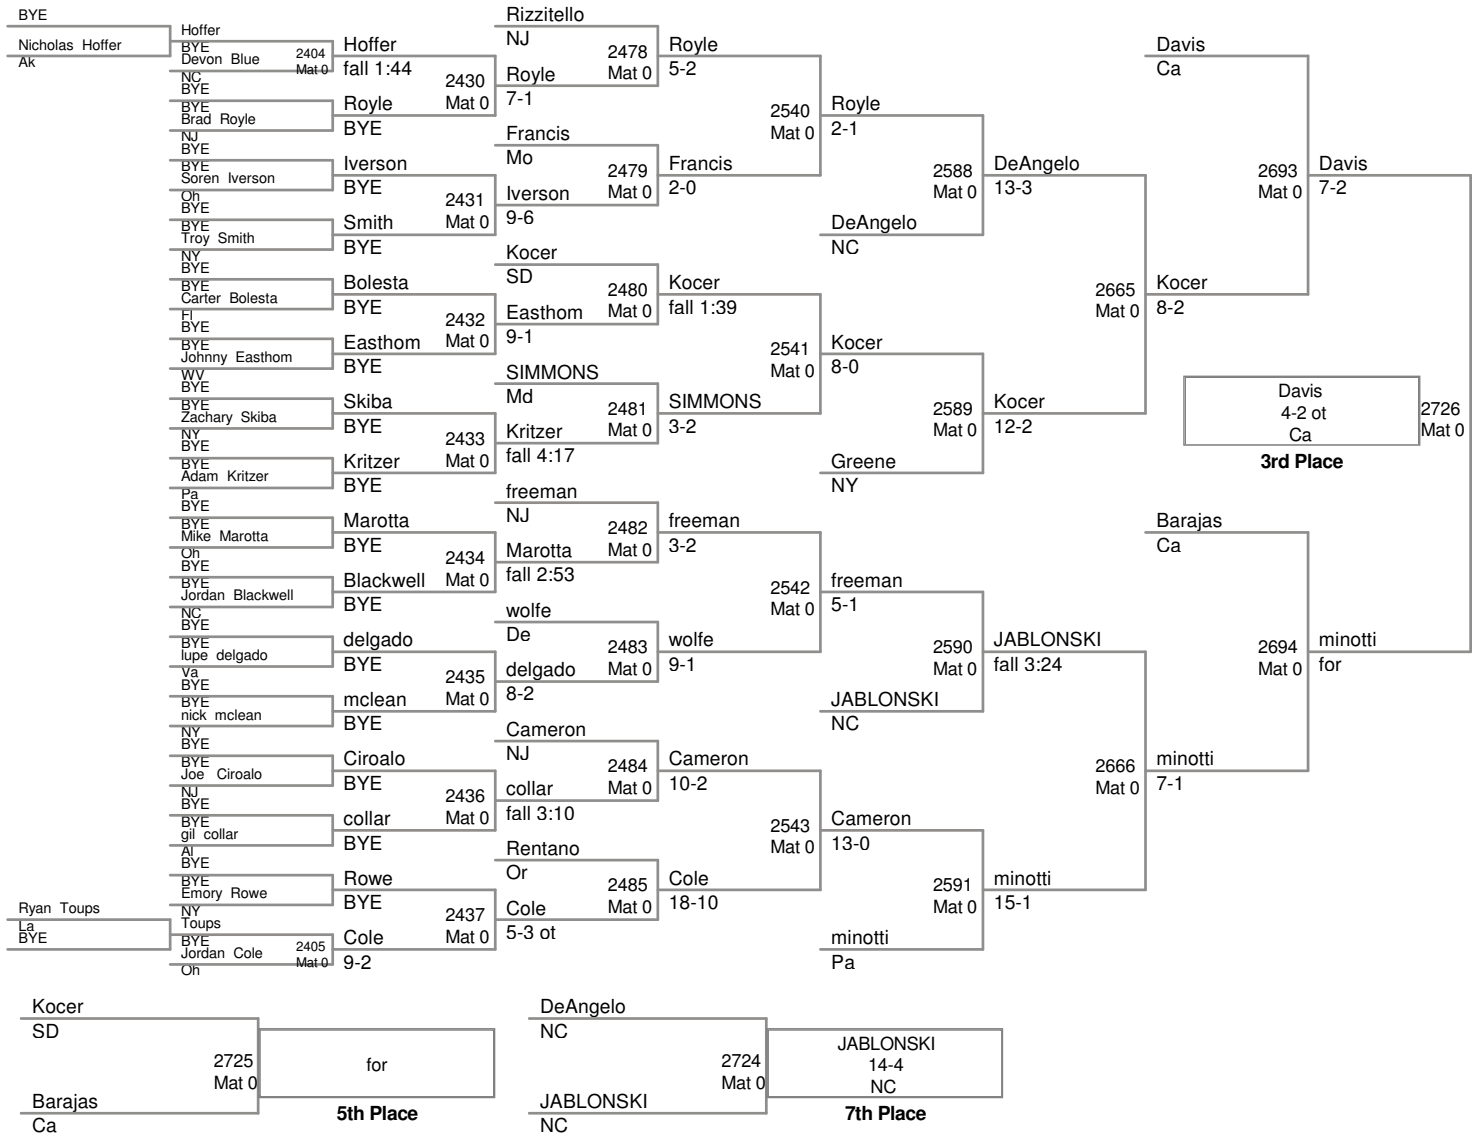 BYE
Nicholas Hoffer
Ak
Ryan Toups
La
BYE
Hoffer
BYE
Devon Blue
2404
Mat 0
NC
BYE
BYE
Brad Royle
NJ
BYE
BYE
Soren Iverson
Oh
BYE
BYE
Troy Smith
NY
BYE
BYE
Carter Bolesta
Fl
BYE
BYE
Johnny Easthom
WV
BYE
BYE
Zachary Skiba
NY
BYE
BYE
Adam Kritzer
Pa
BYE
BYE
Mike Marotta
Oh
BYE
BYE
Jordan Blackwell
NC
BYE
BYE
lupe delgado
Va
BYE
BYE
nick mclean
NY
BYE
BYE
Joe Ciroalo
NJ
BYE
BYE
gil collar
Al
BYE
BYE
Emory Rowe
NY
Toups
BYE
Jordan Cole
2405
Mat 0
Oh
Hoffer
fall 1:44
2430
Mat 0
Royle
BYE
Iverson
BYE
2431
Mat 0
Smith
BYE
Bolesta
BYE
2432
Mat 0
Easthom
BYE
Skiba
BYE
2433
Mat 0
Kritzer
BYE
Marotta
BYE
2434
Mat 0
Blackwell
BYE
delgado
BYE
2435
Mat 0
mclean
BYE
Ciroalo
BYE
2436
Mat 0
collar
BYE
Rowe
BYE
2437
Mat 0
Cole
9-2
Rizzitello
NJ
2478
Mat 0
Royle
7-1
Francis
Mo
2479
Mat 0
Iverson
9-6
Kocer
SD
2480
Mat 0
Easthom
9-1
SIMMONS
Md
2481
Mat 0
Kritzer
fall 4:17
freeman
NJ
2482
Mat 0
Marotta
fall 2:53
wolfe
De
2483
Mat 0
delgado
8-2
Cameron
NJ
2484
Mat 0
collar
fall 3:10
Rentano
Or
2485
Mat 0
Cole
5-3 ot
Royle
5-2
2540
Mat 0
Francis
2-0
Kocer
fall 1:39
2541
Mat 0
SIMMONS
3-2
freeman
3-2
2542
Mat 0
wolfe
9-1
Cameron
10-2
2543
Mat 0
Cole
18-10
Royle
2-1
2588
Mat 0
DeAngelo
NC
Kocer
8-0
2589
Mat 0
Greene
NY
freeman
5-1
2590
Mat 0
JABLONSKI
NC
Cameron
13-0
2591
Mat 0
minotti
Pa
DeAngelo
13-3
2665
Mat 0
Kocer
12-2
JABLONSKI
fall 3:24
2666
Mat 0
minotti
15-1
Davis
Ca
2693
Mat 0
Kocer
8-2
Barajas
Ca
2694
Mat 0
minotti
7-1
Davis
7-2
minotti
for
Davis
4-2 ot
Ca
2726
Mat 0
3rd Place
Kocer
SD
2725
Mat 0
Barajas
Ca
for
5th Place
DeAngelo
NC
2724
Mat 0
JABLONSKI
NC
JABLONSKI
14-4
NC
7th Place